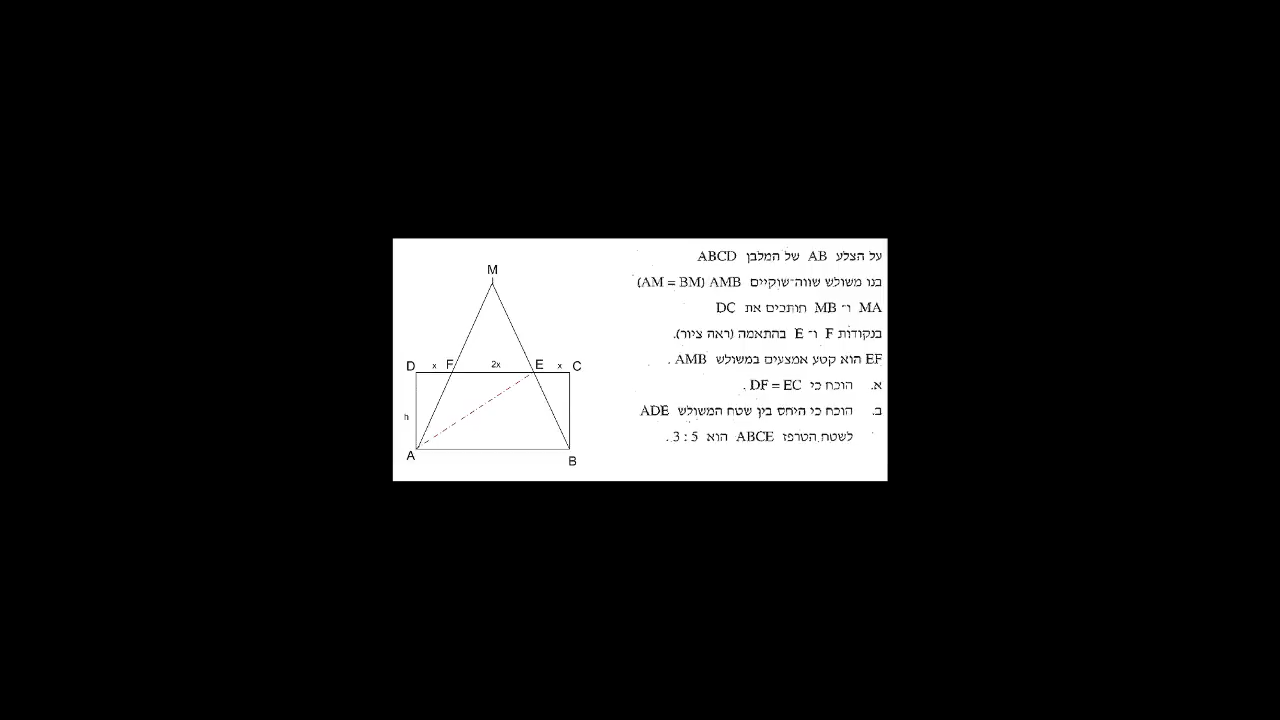 על הצלע AB של המלבן ABCD
בנו משולש שווה־שוקיים AMB (AM = BM)
MA ו־ MB חותכים את DC
בנקודות F ו־ E בהתאמה (ראה ציור).
EF הוא קטע אמצעים במשולש AMB .
א. הוכח כי DF = EC .
ב. הוכח כי היחס בין שטח המשולש ADE
לשטח הטרפז ABCE הוא 3 : 5 .
M
D x F 2x E x C
h
A
B